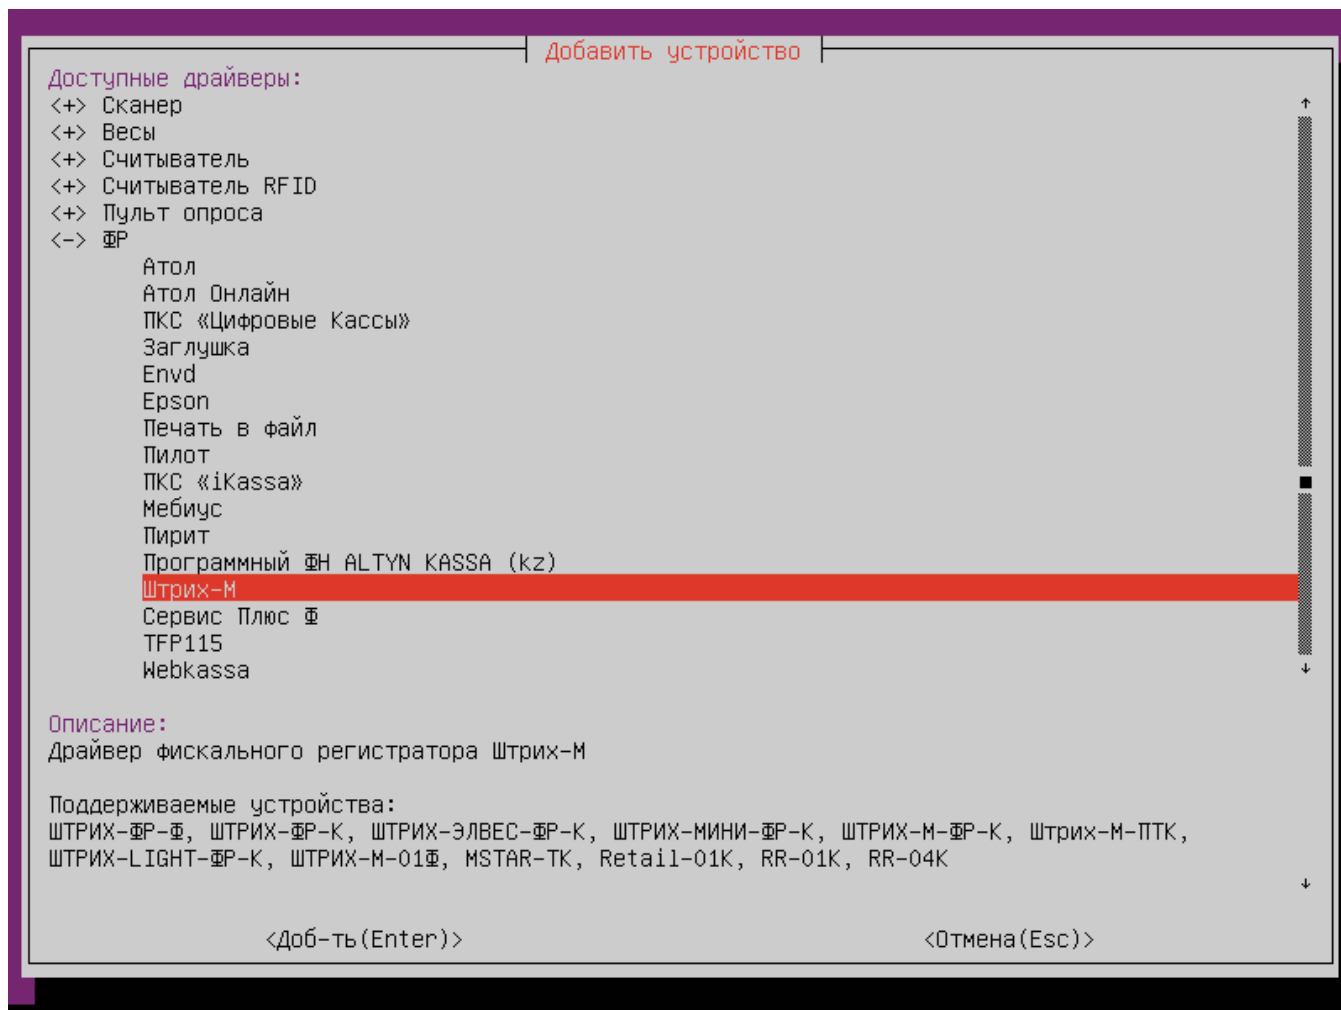 Добавить устройство
Доступные драйверы:
<+> Сканер
<+> Весы
<+> Считыватель
<+> Считыватель RFID
<+> Пульт опроса
<-> ФР
Атол
Атол Онлайн
ПКС «Цифровые Кассы»
Заглушка
Envd
Epson
Печать в файл
Пилот
ПКС «iKassa»
Мебиус
Пирит
Программный ФН ALTYN KASSA (kz)
Штрих-М
Сервис Плюс Ф
TFP115
Webkassa
Описание:
Драйвер фискального регистратора Штрих-М
Поддерживаемые устройства:
ШТРИХ-ФР-Ф, ШТРИХ-ФР-К, ШТРИХ-ЭЛВЕС-ФР-К, ШТРИХ-МИНИ-ФР-К, ШТРИХ-М-ФР-К, Штрих-М-ПТК,
ШТРИХ-LIGHT-ФР-К, ШТРИХ-М-01Ф, MSTAR-TK, Retail-01K, RR-01K, RR-04K
<Доб-ть(Enter)> <Отмена(Esc)>